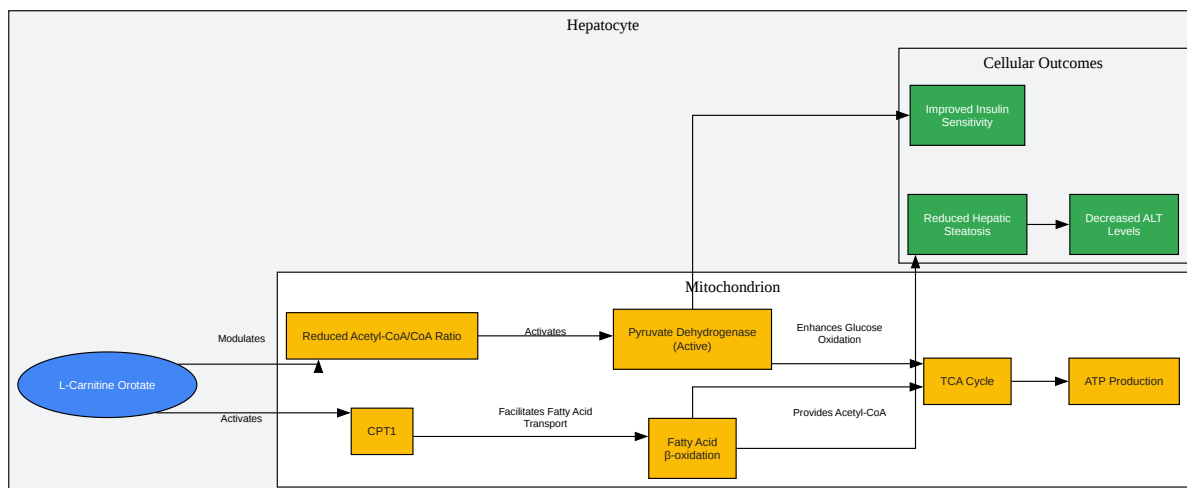 Hepatocyte
Cellular Outcomes
Improved Insulin
Sensitivity
Reduced Hepatic
Steatosis
Decreased ALT
Levels
Mitochondrion
Modulates
Reduced Acetyl-CoA/CoA Ratio
Activates
Pyruvate Dehydrogenase
(Active)
Enhances Glucose
Oxidation
L-Carnitine Orotate
TCA Cycle
ATP Production
Activates
CPT1
Facilitates Fatty Acid
Transport
Fatty Acid
β-oxidation
Provides Acetyl-CoA